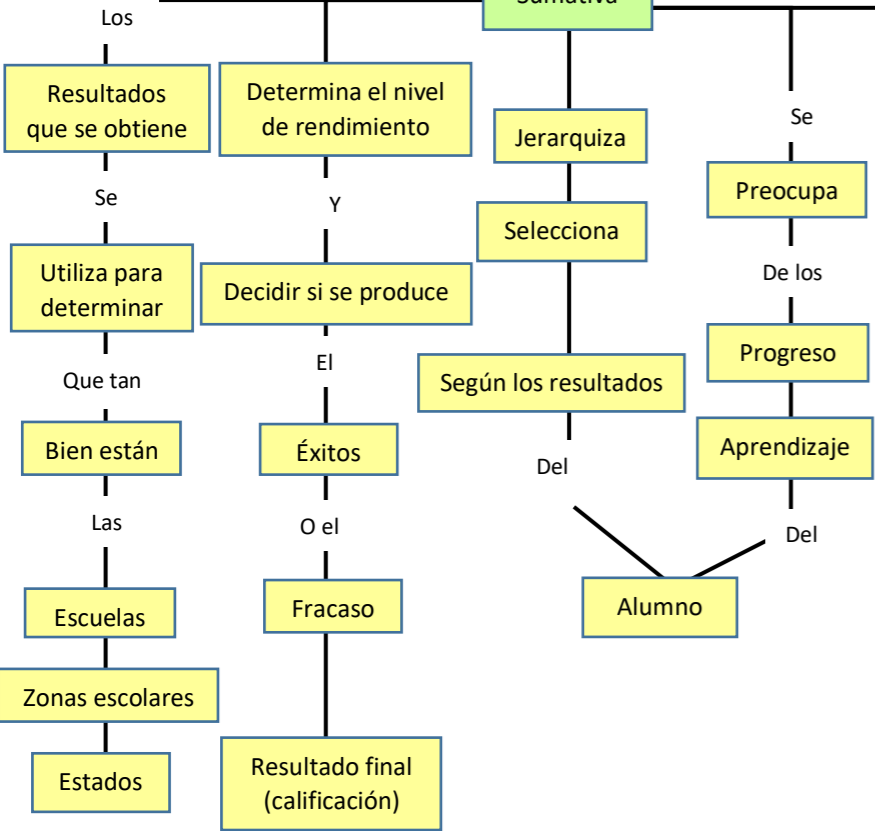 Sumativa
Los
Resultados
que se obtiene
Se
Utiliza para
determinar
Que tan
Bien están
Las
Escuelas
Zonas escolares
Estados
Determina el nivel
de rendimiento
Y
Decidir si se produce
El
Éxitos
O el
Fracaso
Resultado final
(calificación)
Jerarquiza
Selecciona
Según los resultados
Del
Se
Preocupa
De los
Progreso
Aprendizaje
Del
Alumno